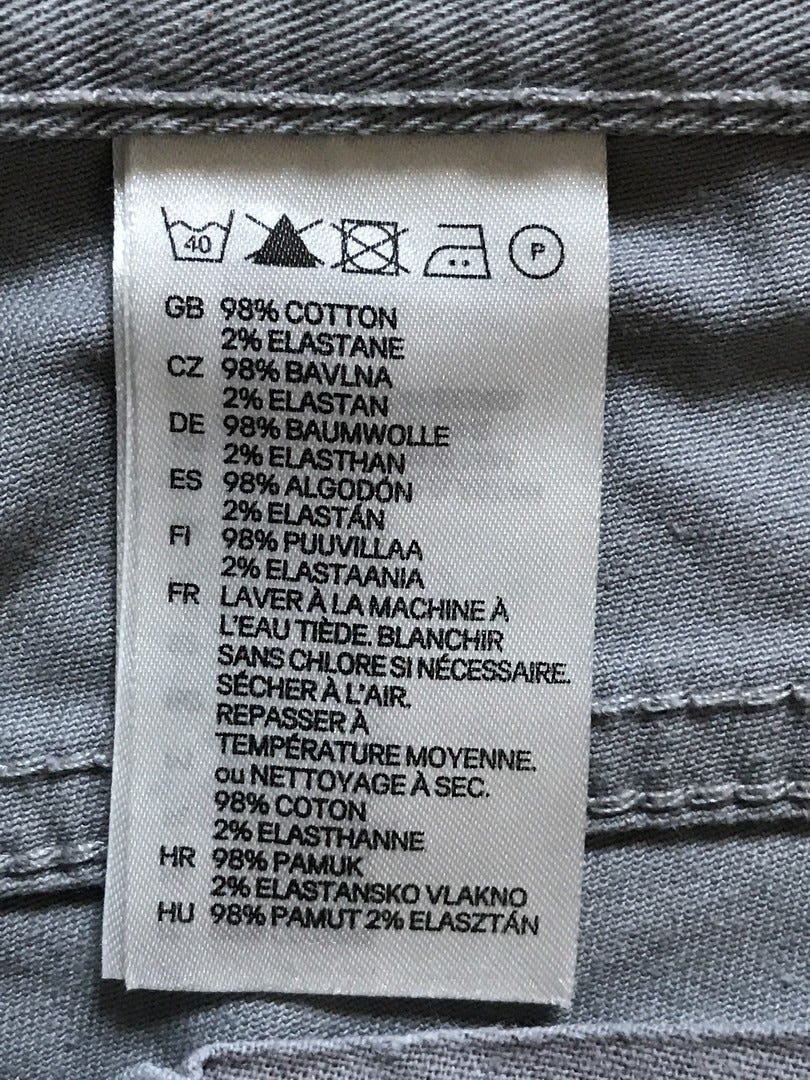 40 P
GB 98% COTTON
2% ELASTANE
CZ 98% BAVLNA
2% ELASTAN
DE 98% BAUMWOLLE
2% ELASTHAN
ES 98% ALGODÓN
2% ELASTÁN
FI 98% PUUVILLAA
2% ELASTAANIA
FR LAVER À LA MACHINE À
L'EAU TIÈDE. BLANCHIR
SANS CHLORE SI NÉCESSAIRE.
SÉCHER À L'AIR.
REPASSER À
TEMPÉRATURE MOYENNE.
ou NETTOYAGE À SEC.
98% COTON
2% ELASTHANNE
HR 98% PAMUK
2% ELASTANSKO VLAKNO
HU 98% PAMUT 2% ELASZTÁN